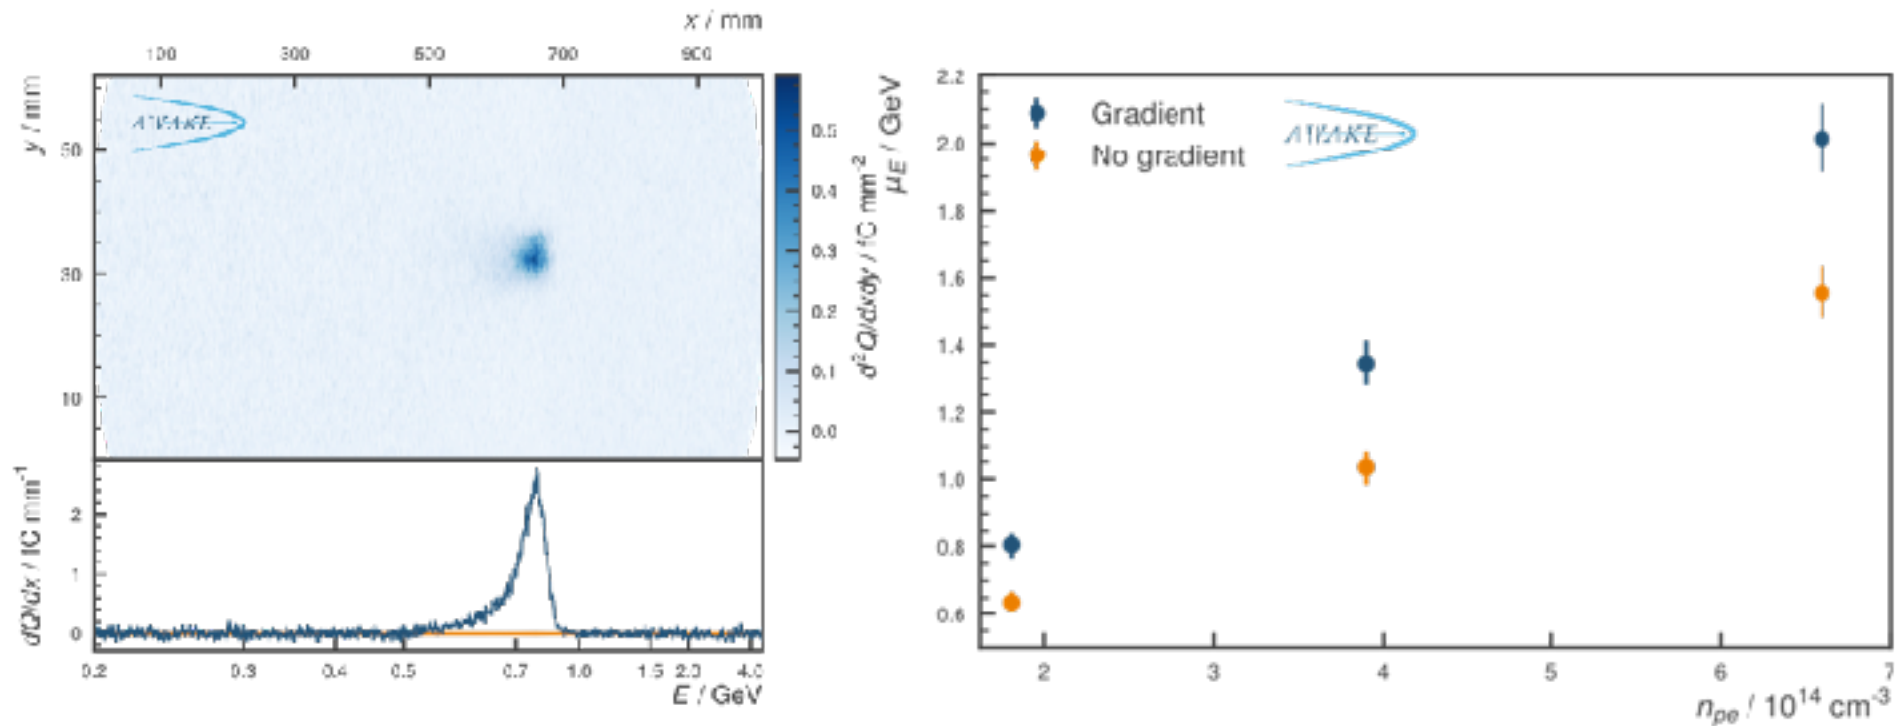 x / mm
100 300 500 700 900
y / mm
50
30
10
AWAKE
0.5
0.4
0.3
0.2
0.1
0.0
d²Q/dxdy / fC mm⁻²
dQ/dx / fC mm⁻¹
2
1
0
0.2 0.3 0.4 0.5 0.7 1.0 1.5 2.0 4.0
E / GeV
μE / GeV
2.2
2.0
1.8
1.6
1.4
1.2
1.0
0.8
0.6
Gradient
No gradient
AWAKE
2 3 4 5 6 7
npe / 10¹⁴ cm⁻³